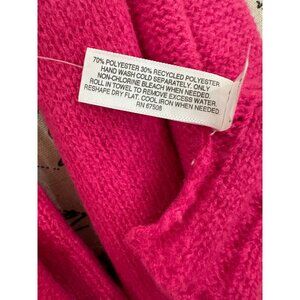 70% POLYESTER 30% RECYCLED POLYESTER
HAND WASH COLD SEPARATELY. ONLY
NON-CHLORINE BLEACH WHEN NEEDED.
ROLL IN TOWEL TO REMOVE EXCESS WATER.
RESHAPE DRY FLAT. COOL IRON WHEN NEEDED.
RN 67508